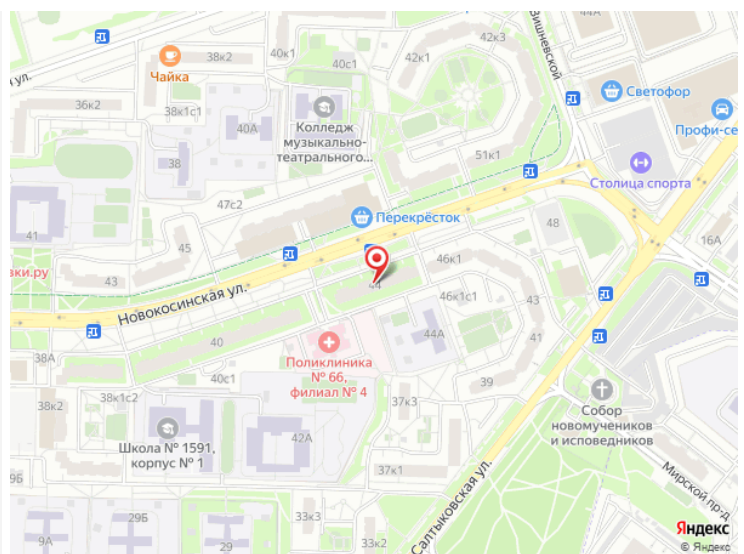 44А
42к3
Вишневской
40к1
38к2
Чайка
ул.
40с1
42к1
Светофор
38к1с1
36к2
Колледж
музыкально-
театрального...
40А
Профи-се
38
51к1
Столица спорта
47с2
Перекрёсток
41
45
48
16А
вки.ру
43
46к1
Новокосинская ул.
44
46к1с1
43
44А
41
38А
40
Поликлиника
№ 66,
филиал № 4
40с1
39
38к2
38к1с2
37к3
Собор
новомучеников
и исповедников
Школа № 1591,
корпус № 1
42А
37к1
Салтыковская ул.
Мирской пр-д
29Б
33к3
9А
29
33к2
Яндекс
© Яндекс